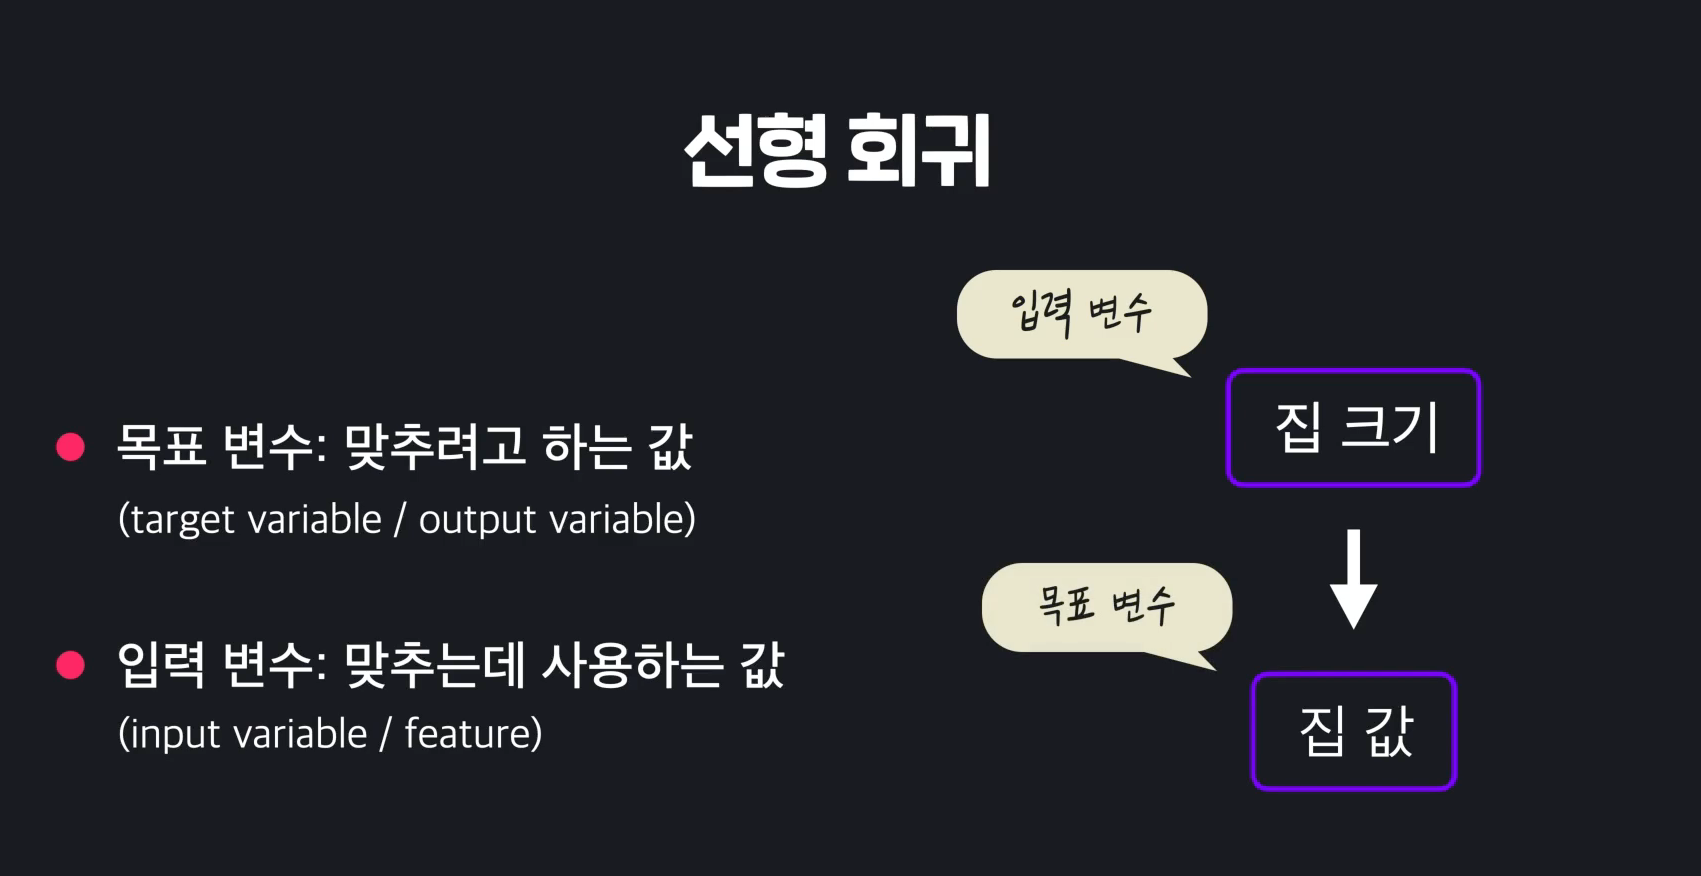 선형 회귀
목표 변수: 맞추려고 하는 값
(target variable / output variable)
입력 변수: 맞추는데 사용하는 값
(input variable / feature)
입력 변수
집 크기
목표 변수
집 값